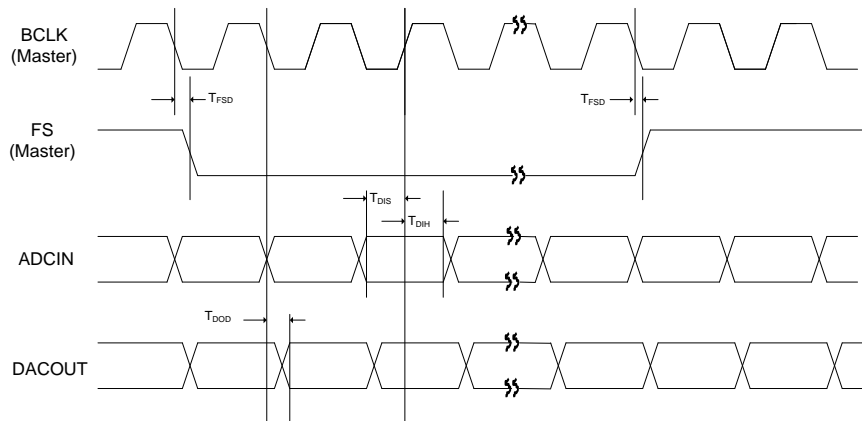 BCLK
(Master)
TFSD
TFSD
FS
(Master)
TDIS
TDIH
ADCIN
TDOD
DACOUT